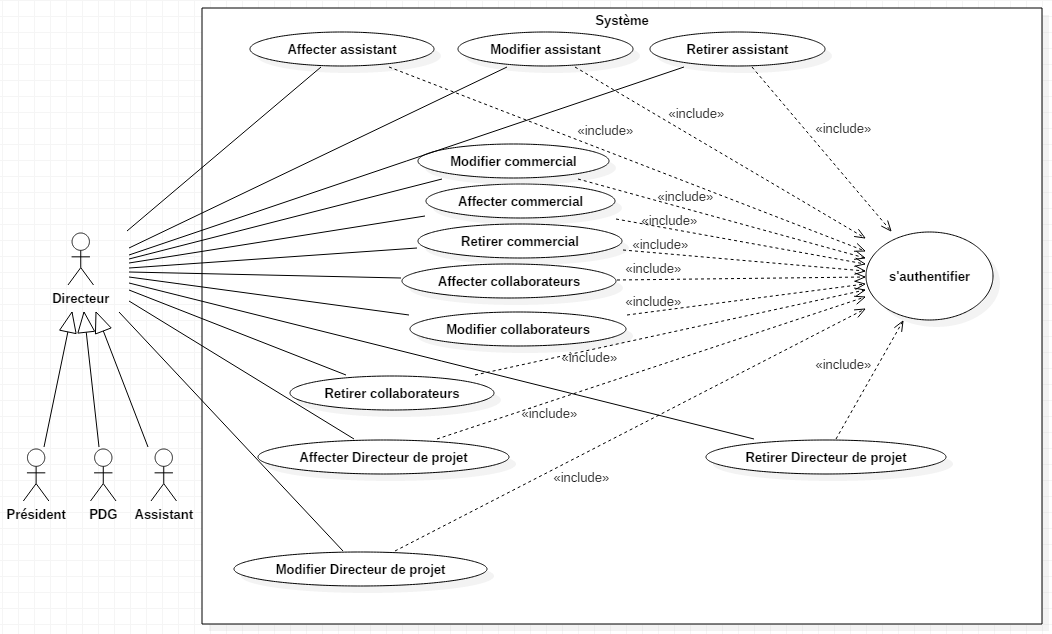 Système
Affecter assistant
Modifier assistant
Retirer assistant
«include»
«include»
«include»
Modifier commercial
Affecter commercial
«include»
«include»
Retirer commercial
«include»
Affecter collaborateurs
«include»
s'authentifier
Directeur
Modifier collaborateurs
«include»
«include»
«include»
Retirer collaborateurs
«include»
Affecter Directeur de projet
Retirer Directeur de projet
«include»
Président
PDG
Assistant
Modifier Directeur de projet